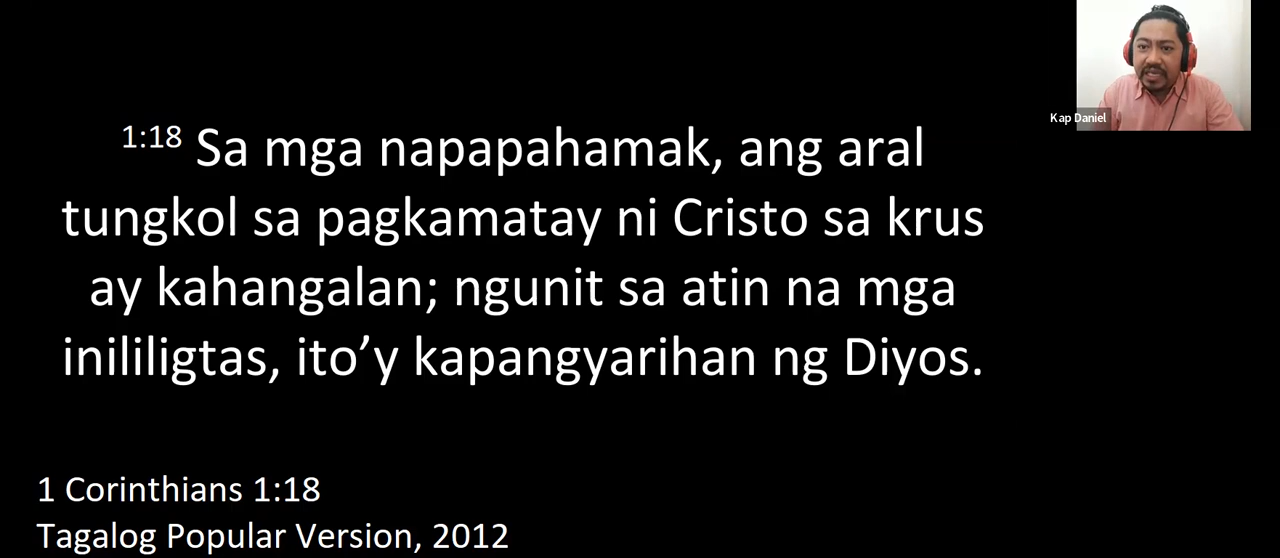 1:18 Sa mga napapahamak, ang aral
tungkol sa pagkamatay ni Cristo sa krus
ay kahangalan; ngunit sa atin na mga
inililigtas, ito’y kapangyarihan ng Diyos.
1 Corinthians 1:18
Tagalog Popular Version, 2012
Kap Daniel